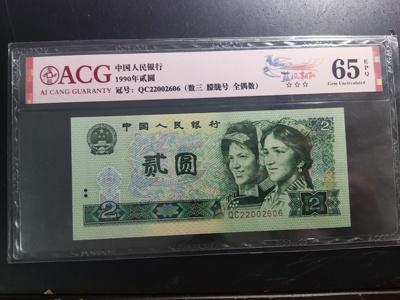 ACG
AI CANG GUARANTY
中国人民银行
1990年贰圆
冠号：QC22002606（数三 朦胧号 全偶数）
65
EPQ
Gem Uncirculated
中国人民银行
2
贰圆
QC22002606
2
2